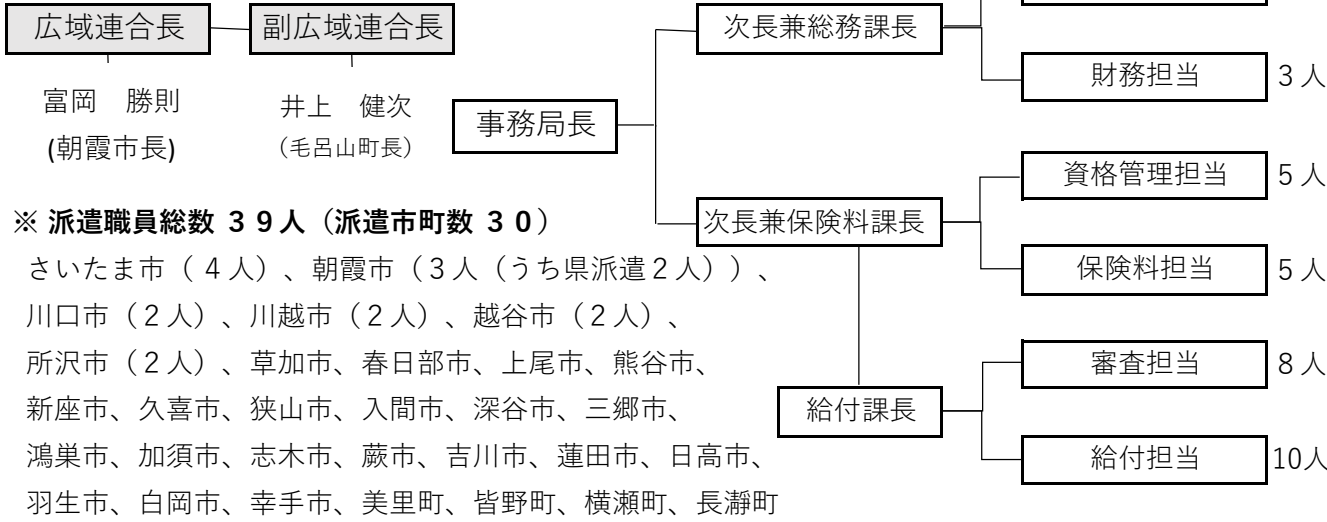 広域連合長
副広域連合長
富岡　勝則
(朝霞市長)
井上　健次
（毛呂山町長）
事務局長
次長兼総務課長
財務担当
3人
次長兼保険料課長
資格管理担当
5人
保険料担当
5人
給付課長
審査担当
8人
給付担当
10人
※ 派遣職員総数 ３９人（派遣市町数 ３０）
さいたま市（４人）、朝霞市（３人（うち県派遣２人））、
川口市（２人）、川越市（２人）、越谷市（２人）、
所沢市（２人）、草加市、春日部市、上尾市、熊谷市、
新座市、久喜市、狭山市、入間市、深谷市、三郷市、
鴻巣市、加須市、志木市、蕨市、吉川市、蓮田市、日高市、
羽生市、白岡市、幸手市、美里町、皆野町、横瀬町、長瀞町